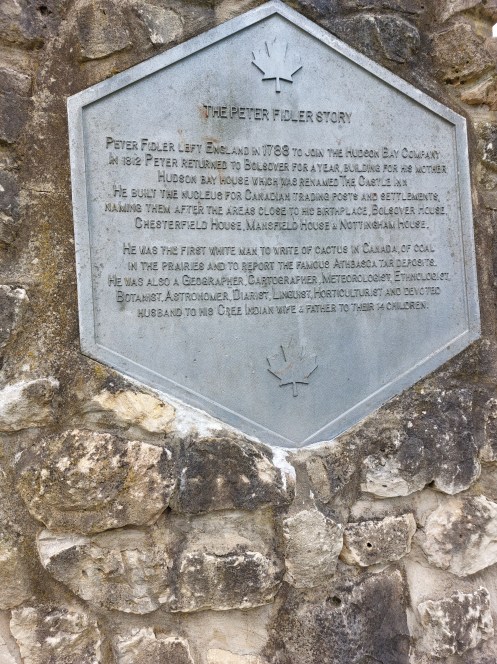 THE PETER FIDLER STORY
PETER FIDLER LEFT ENGLAND IN 1788 TO JOIN THE HUDSON BAY COMPANY
IN 1812 PETER RETURNED TO BOLSOVER FOR A YEAR, BUILDING FOR HIS MOTHER
HUDSON BAY HOUSE WHICH WAS RENAMED THE CASTLE INN
HE BUILT THE NUCLEUS FOR CANADIAN TRADING POSTS AND SETTLEMENTS,
NAMING THEM AFTER THE AREAS CLOSE TO HIS BIRTHPLACE, BOLSOVER HOUSE,
CHESTERFIELD HOUSE, MANSFIELD HOUSE & NOTTINGHAM HOUSE.
HE WAS THE FIRST WHITE MAN TO WRITE OF CACTUS IN CANADA, OF COAL
IN THE PRAIRIES AND TO REPORT THE FAMOUS ATHBASCA TAR DEPOSITS.
HE WAS ALSO A GEOGRAPHER, CARTOGRAPHER, METEOROLOGIST, ETHNOLOGIST,
BOTANIST, ASTRONOMER, DIARIST, LINGUIST, HORTICULTURIST AND DEVOTED
HUSBAND TO HIS CREE INDIAN WIFE & FATHER TO THEIR 14 CHILDREN.